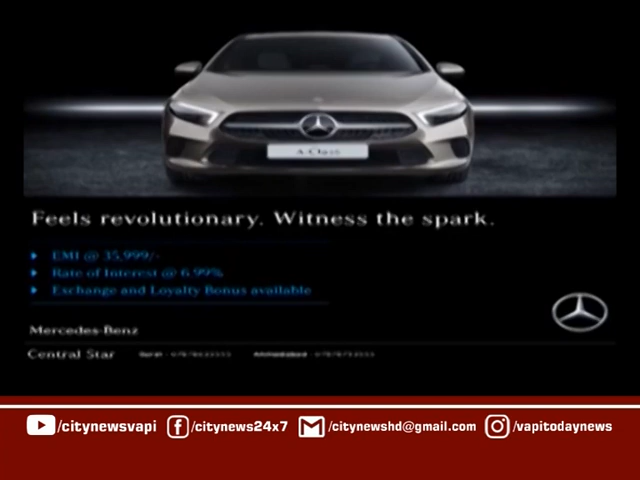 A-Class
Feels revolutionary. Witness the spark.
EMI @ 35,999/-
Rate of Interest @ 6.99%
Exchange and Loyalty Bonus available
Mercedes-Benz
Central Star
/citynewsvapi /citynews24x7 /citynewshd@gmail.com /vapitodaynews